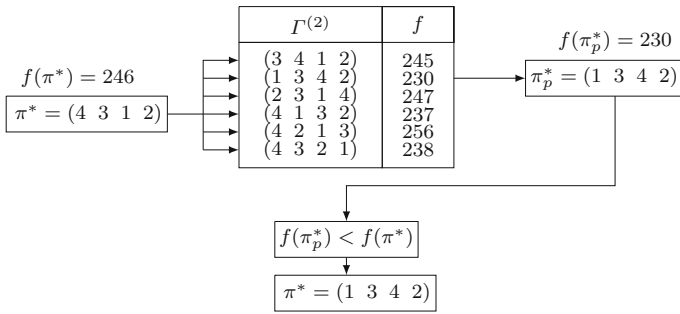 Γ(2) f
f(π*) = 246
π* = (4 3 1 2)
(3 4 1 2) 245
(1 3 4 2) 230
(2 3 1 4) 247
(4 1 3 2) 237
(4 2 1 3) 256
(4 3 2 1) 238
f(π*p) = 230
π*p = (1 3 4 2)
f(π*p) < f(π*)
π* = (1 3 4 2)